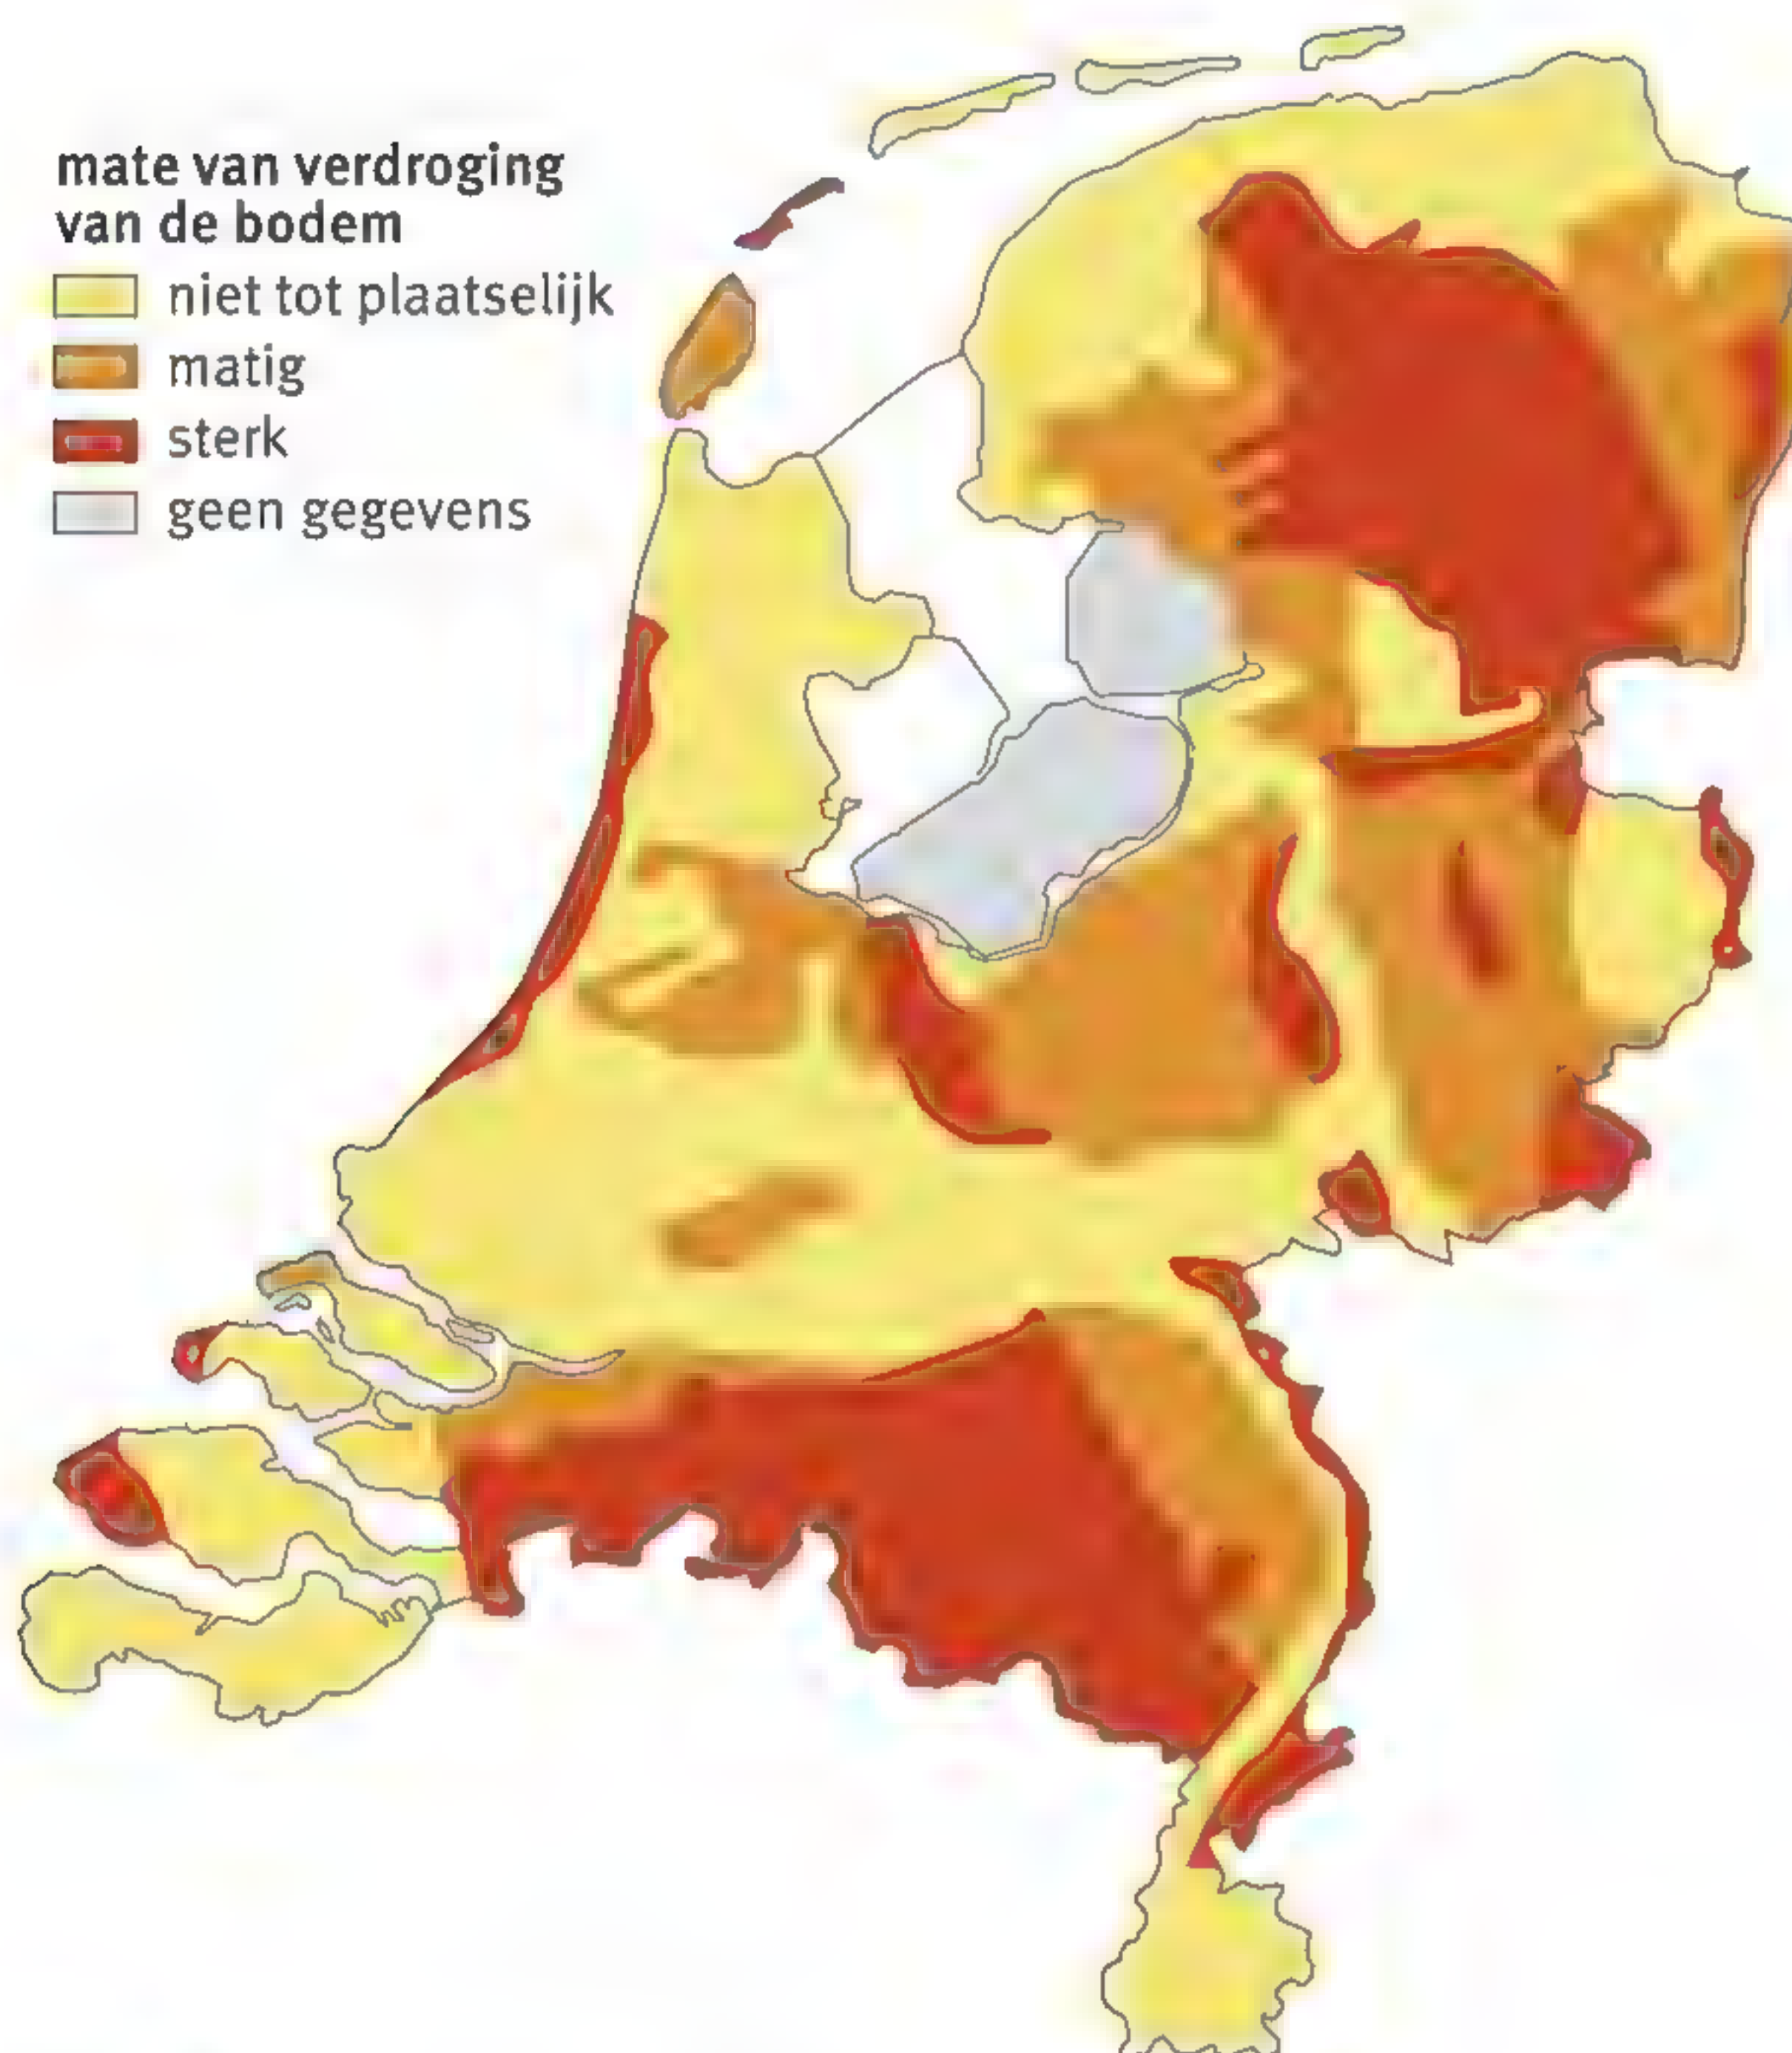 mate van verdroging
van de bodem
niet tot plaatselijk
matig
sterk
geen gegevens